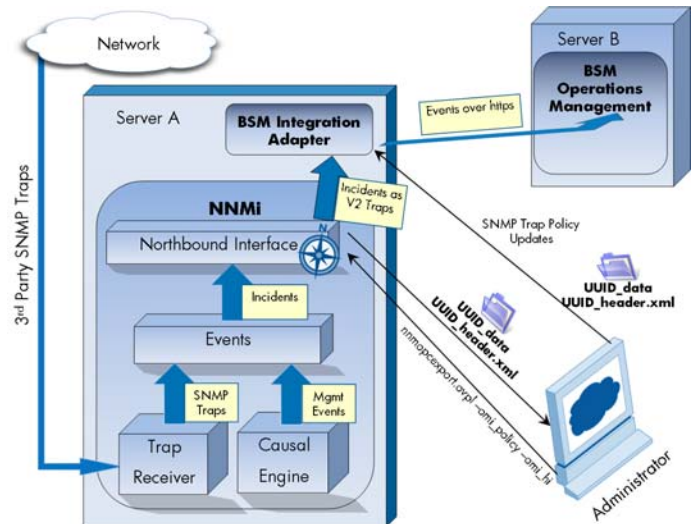 Network
Server B
BSM
Operations
Management
Server A
BSM Integration
Adapter
Events over https
3rd Party SNMP Traps
NNMi
Incidents as
V2 Traps
Northbound Interface
N
SNMP Trap Policy
Updates
UUID_data
UUID_header.xml
Incidents
UUID_data
UUID_header.xml
Events
nnmopcexport.ovpl –omi_policy –omi_hi
SNMP
Traps
Mgmt
Events
Trap
Receiver
Causal
Engine
Administrator